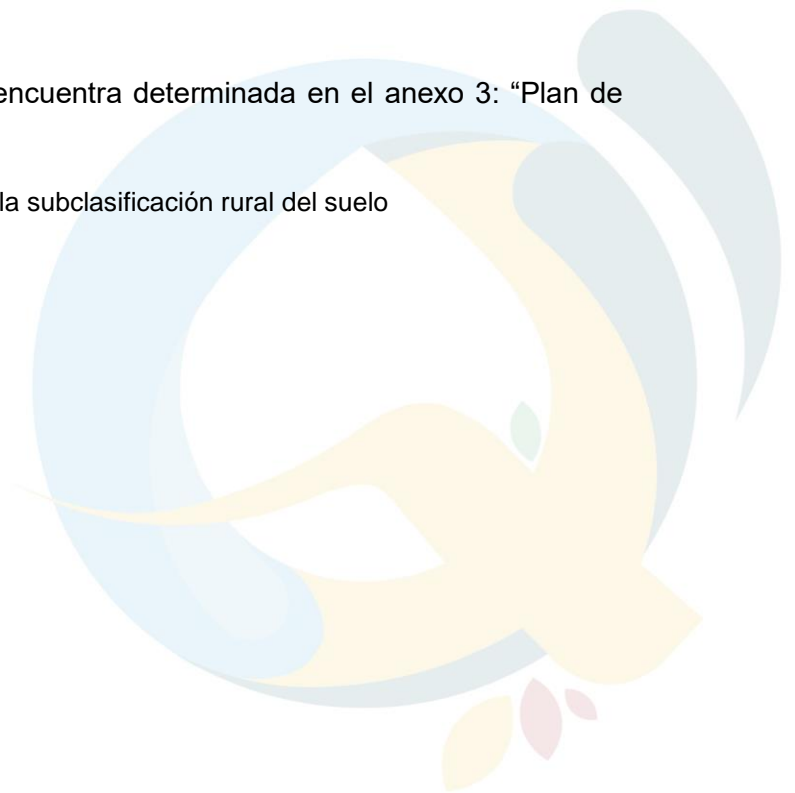 encuentra determinada en el anexo 3: “Plan de
la subclasificación rural del suelo